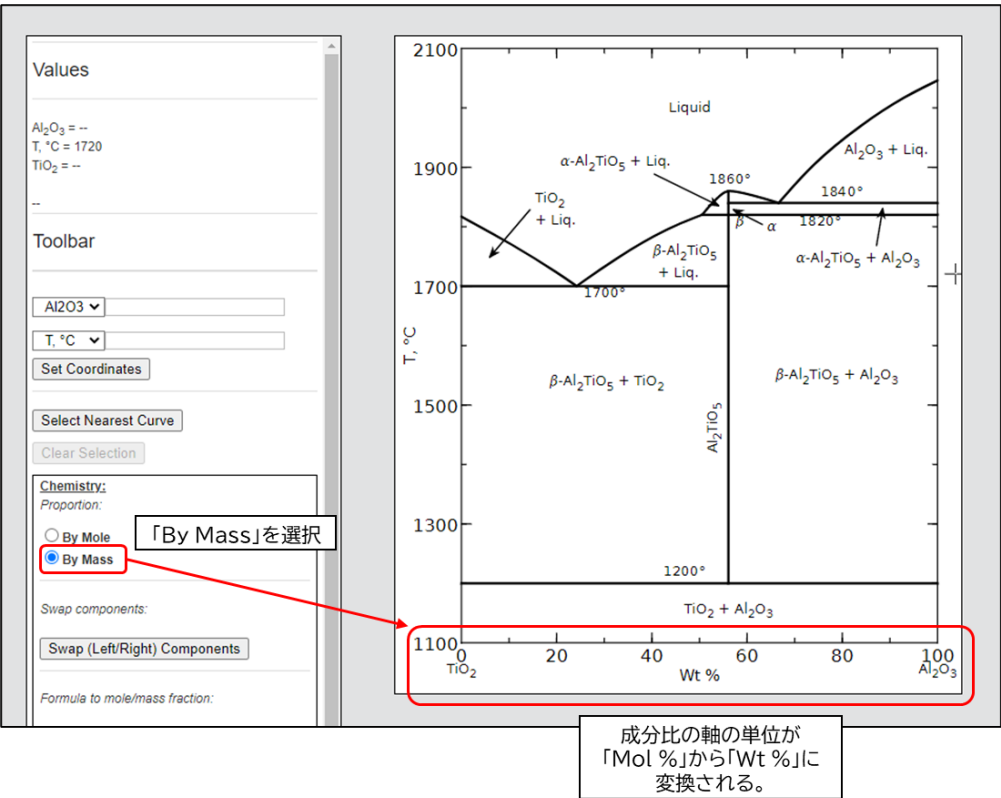 Values
Al₂O₃ = --
T, °C = 1720
TiO₂ = --
--
Toolbar
Al2O3
T, °C
Set Coordinates
Select Nearest Curve
Clear Selection
Chemistry:
Proportion:
By Mole
By Mass
「By Mass」を選択
Swap components:
Swap (Left/Right) Components
Formula to mole/mass fraction:
2100
1900
1700
1500
1300
1100
T, °C
Liquid
α-Al₂TiO₅ + Liq.
Al₂O₃ + Liq.
1860°
1840°
TiO₂
+ Liq.
β
α
1820°
β-Al₂TiO₅
+ Liq.
α-Al₂TiO₅ + Al₂O₃
1700°
β-Al₂TiO₅ + TiO₂
β-Al₂TiO₅ + Al₂O₃
Al₂TiO₅
1200°
TiO₂ + Al₂O₃
0 20 40 60 80 100
TiO₂ Wt % Al₂O₃
成分比の軸の単位が
「Mol %」から「Wt %」に
変換される。